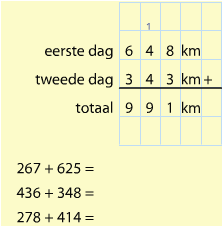 1
eerste dag 6 4 8 km
tweede dag 3 4 3 km +
totaal 9 9 1 km
267 + 625 =
436 + 348 =
278 + 414 =